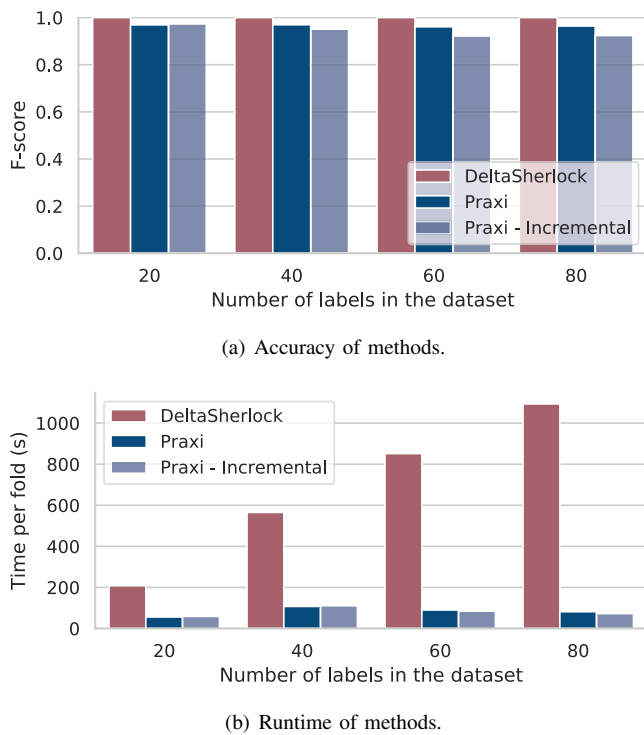 1.0
0.8
0.6
0.4
0.2
0.0
F-score
DeltaSherlock
Praxi
Praxi - Incremental
20 40 60 80
Number of labels in the dataset
(a) Accuracy of methods.
1000
800
600
400
200
0
Time per fold (s)
DeltaSherlock
Praxi
Praxi - Incremental
20 40 60 80
Number of labels in the dataset
(b) Runtime of methods.